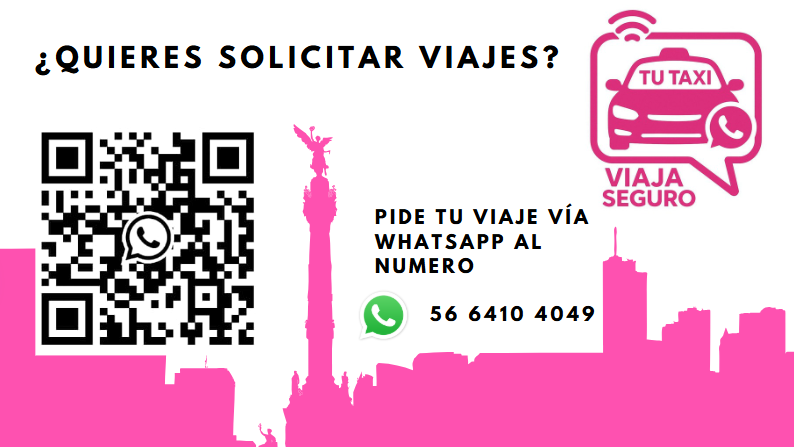 ¿QUIERES SOLICITAR VIAJES?
TU TAXI
VIAJA
SEGURO
PIDE TU VIAJE VÍA
WHATSAPP AL
NUMERO
56 6410 4049